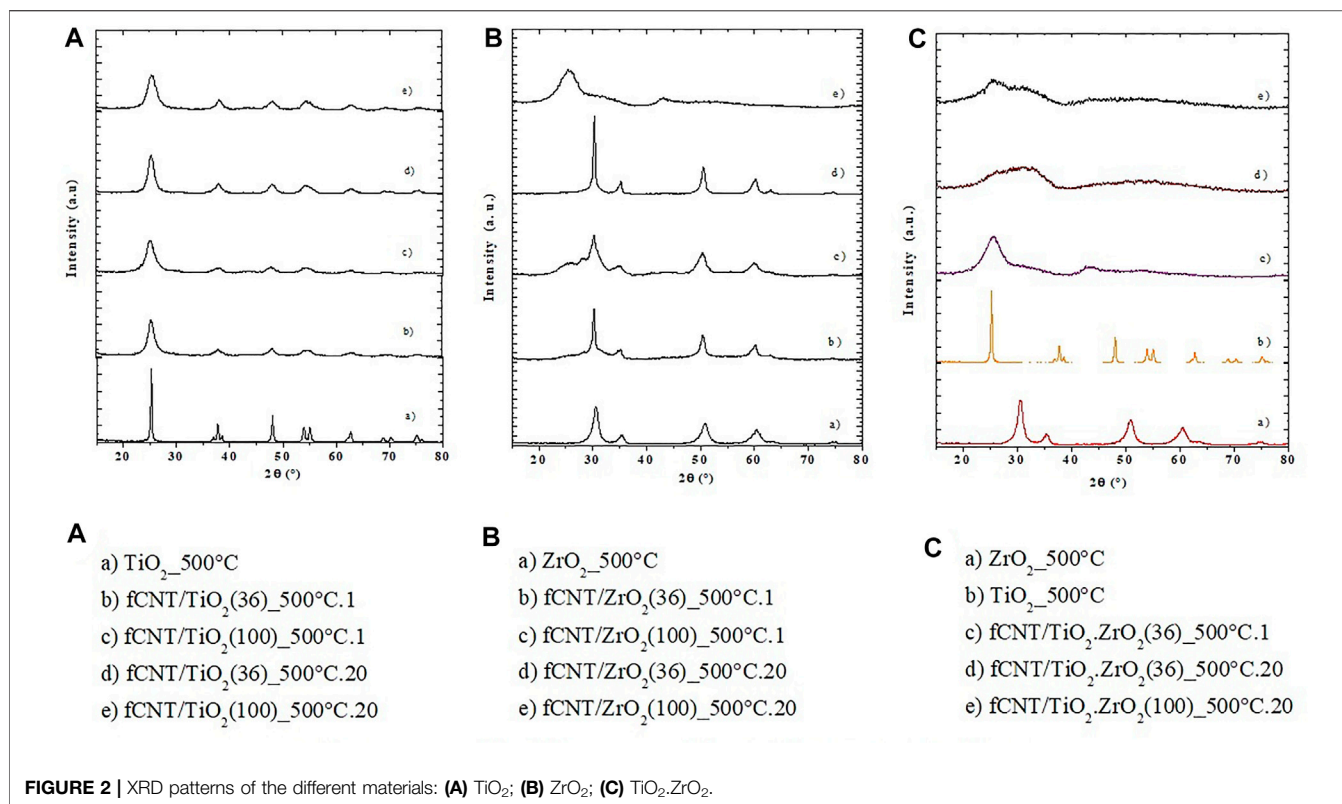 A
Intensity (a.u)
e)
d)
c)
b)
a)
20 30 40 50 60 70 80
2θ (°)
B
Intensity (a. u.)
e)
d)
c)
b)
a)
20 30 40 50 60 70 80
2θ (°)
C
Intensity (a.u.)
e)
d)
c)
b)
a)
20 30 40 50 60 70 80
2θ (°)
A
a) TiO₂_500°C
b) fCNT/TiO₂(36)_500°C.1
c) fCNT/TiO₂(100)_500°C.1
d) fCNT/TiO₂(36)_500°C.20
e) fCNT/TiO₂(100)_500°C.20
B
a) ZrO₂_500°C
b) fCNT/ZrO₂(36)_500°C.1
c) fCNT/ZrO₂(100)_500°C.1
d) fCNT/ZrO₂(36)_500°C.20
e) fCNT/ZrO₂(100)_500°C.20
C
a) ZrO₂_500°C
b) TiO₂_500°C
c) fCNT/TiO₂.ZrO₂(36)_500°C.1
d) fCNT/TiO₂.ZrO₂(36)_500°C.20
e) fCNT/TiO₂.ZrO₂(100)_500°C.20
FIGURE 2 | XRD patterns of the different materials: (A) TiO₂; (B) ZrO₂; (C) TiO₂.ZrO₂.